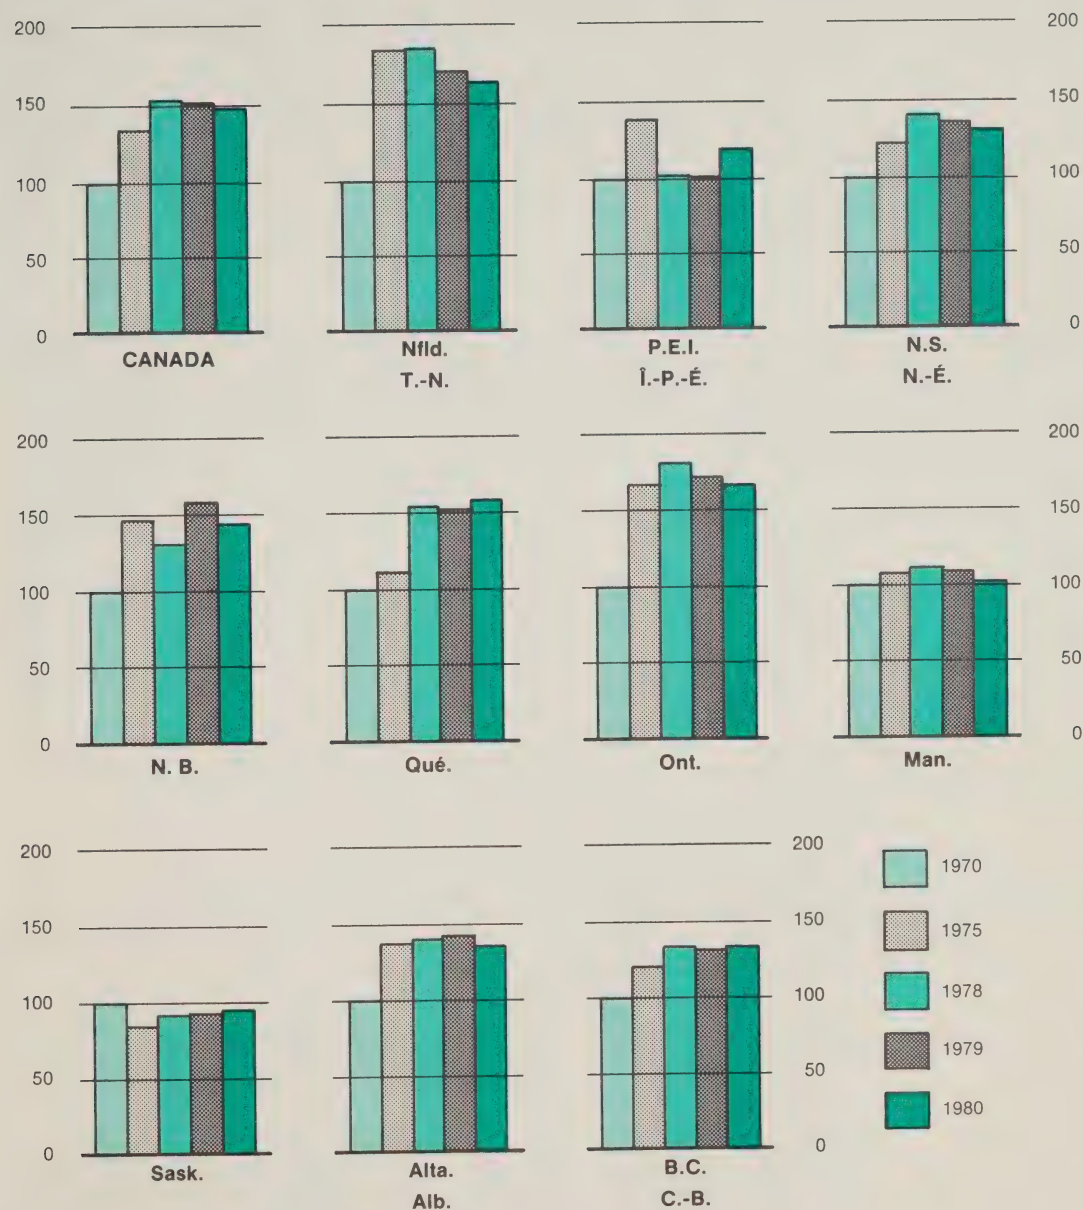 200
150
100
50
0
CANADA
Nfld.
T.-N.
P.E.I.
Î.-P.-É.
N.S.
N.-É.
200
150
100
50
0
200
150
100
50
0
N. B.
Qué.
Ont.
Man.
200
150
100
50
0
200
150
100
50
0
Sask.
Alta.
Alb.
B.C.
C.-B.
200
150
100
50
0
1970
1975
1978
1979
1980